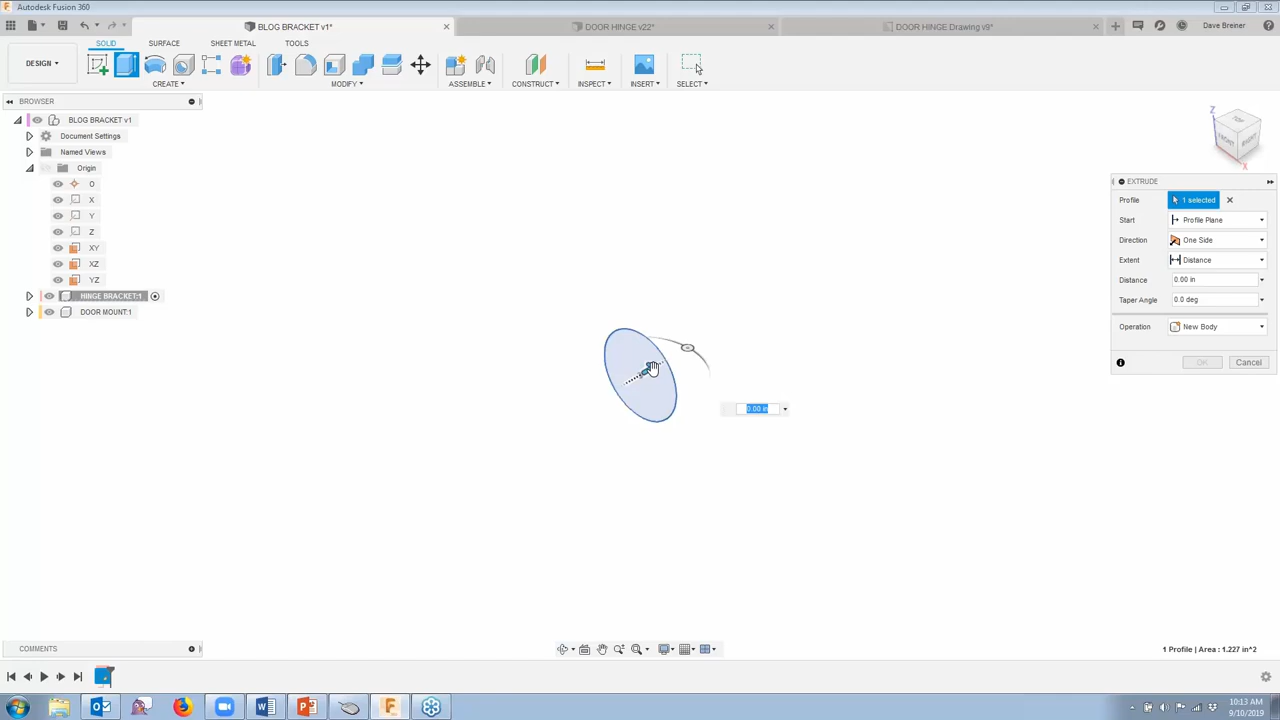 Autodesk Fusion 360
BLOG BRACKET v1*
DOOR HINGE v22*
DOOR HINGE Drawing v9*
Dave Breiner
DESIGN
SOLID
SURFACE
SHEET METAL
TOOLS
CREATE
MODIFY
ASSEMBLE
CONSTRUCT
INSPECT
INSERT
SELECT
BROWSER
BLOG BRACKET v1
Document Settings
Named Views
Origin
O
X
Y
Z
XY
XZ
YZ
HINGE BRACKET:1
DOOR MOUNT:1
Z
TOP
FRONT
RIGHT
X
EXTRUDE
Profile 1 selected
Start Profile Plane
Direction One Side
Extent Distance
Distance 0.00 in
Taper Angle 0.0 deg
Operation New Body
OK Cancel
0.00 in
COMMENTS
1 Profile | Area : 1.227 in^2
10:13 AM
9/10/2019